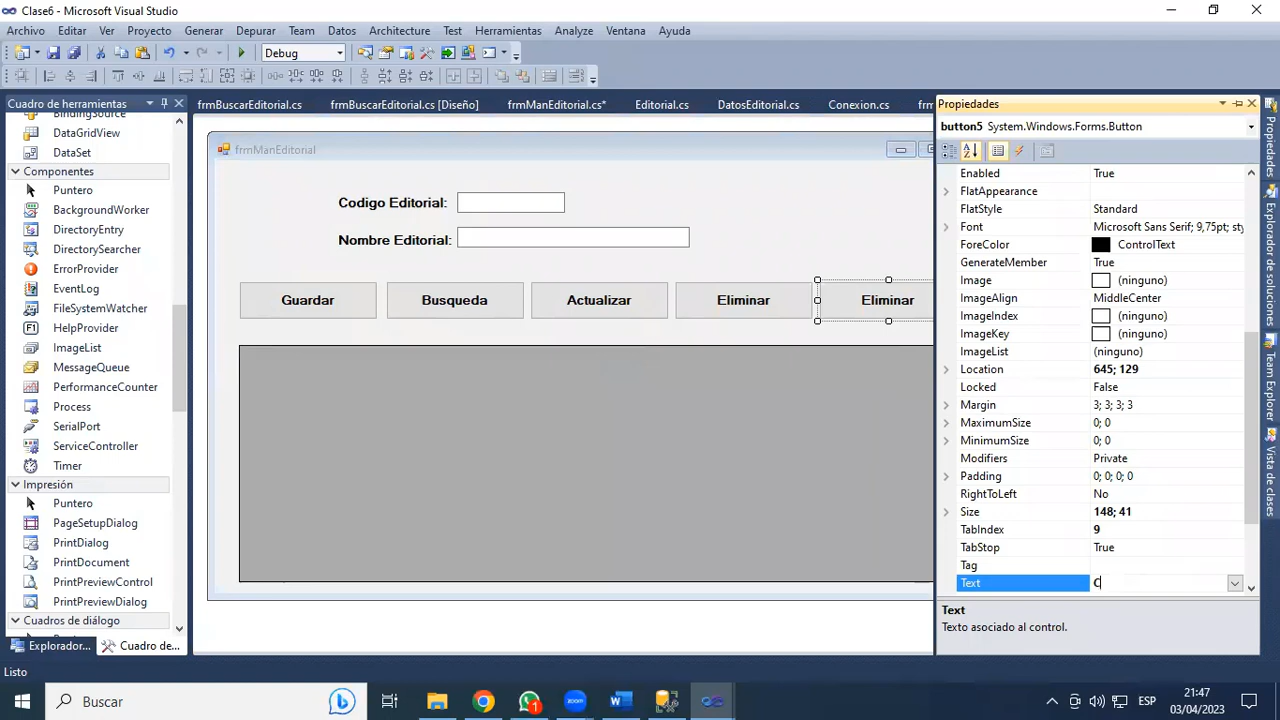 Clase6 - Microsoft Visual Studio
Archivo Editar Ver Proyecto Generar Depurar Team Datos Architecture Test Herramientas Analyze Ventana Ayuda
Debug
Cuadro de herramientas
frmBuscarEditorial.cs frmBuscarEditorial.cs [Diseño] frmManEditorial.cs* Editorial.cs DatosEditorial.cs Conexion.cs
BindingSource
DataGridView
DataSet
Componentes
Puntero
BackgroundWorker
DirectoryEntry
DirectorySearcher
ErrorProvider
EventLog
FileSystemWatcher
HelpProvider
ImageList
MessageQueue
PerformanceCounter
Process
SerialPort
ServiceController
Timer
Impresión
Puntero
PageSetupDialog
PrintDialog
PrintDocument
PrintPreviewControl
PrintPreviewDialog
Cuadros de diálogo
Explorador... Cuadro de...
frmManEditorial
Codigo Editorial:
Nombre Editorial:
Guardar Busqueda Actualizar Eliminar Eliminar
Propiedades
button5 System.Windows.Forms.Button
Enabled True
FlatAppearance
FlatStyle Standard
Font Microsoft Sans Serif; 9,75pt; sty
ForeColor ControlText
GenerateMember True
Image (ninguno)
ImageAlign MiddleCenter
ImageIndex (ninguno)
ImageKey (ninguno)
ImageList (ninguno)
Location 645; 129
Locked False
Margin 3; 3; 3; 3
MaximumSize 0; 0
MinimumSize 0; 0
Modifiers Private
Padding 0; 0; 0; 0
RightToLeft No
Size 148; 41
TabIndex 9
TabStop True
Tag
Text C
Text
Texto asociado al control.
Propiedades
Explorador de soluciones
Team Explorer
Vista de clases
Listo
Buscar
1
zoom
ESP
21:47
03/04/2023